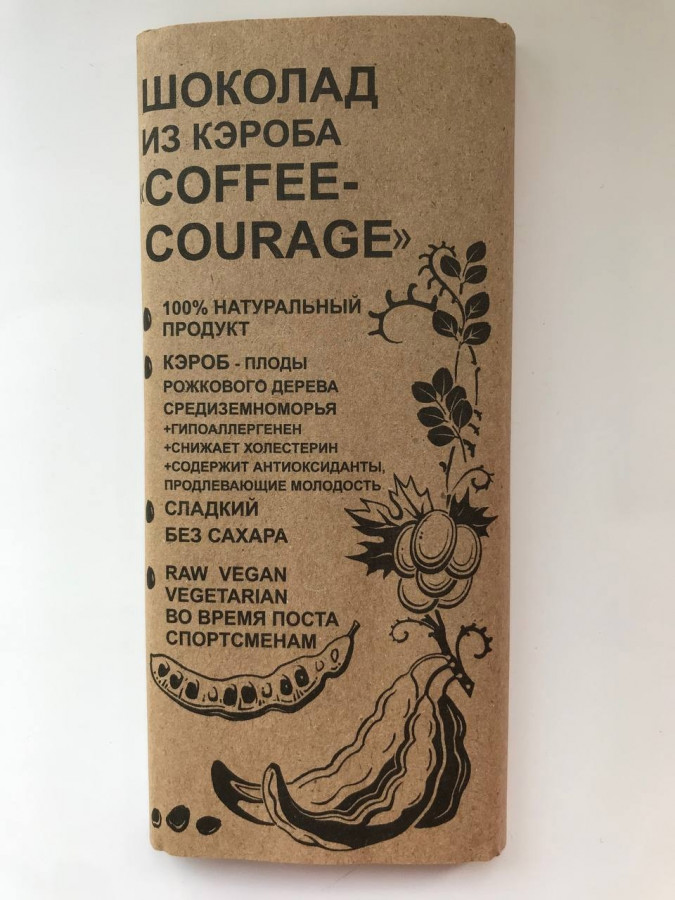 ШОКОЛАД
ИЗ КЭРОБА
«COFFEE-
COURAGE»
100% НАТУРАЛЬНЫЙ
ПРОДУКТ
КЭРОБ - ПЛОДЫ
РОЖКОВОГО ДЕРЕВА
СРЕДИЗЕМНОМОРЬЯ
+ГИПОАЛЛЕРГЕНЕН
+СНИЖАЕТ ХОЛЕСТЕРИН
+СОДЕРЖИТ АНТИОКСИДАНТЫ,
ПРОДЛЕВАЮЩИЕ МОЛОДОСТЬ
СЛАДКИЙ
БЕЗ САХАРА
RAW VEGAN
VEGETARIAN
ВО ВРЕМЯ ПОСТА
СПОРТСМЕНАМ